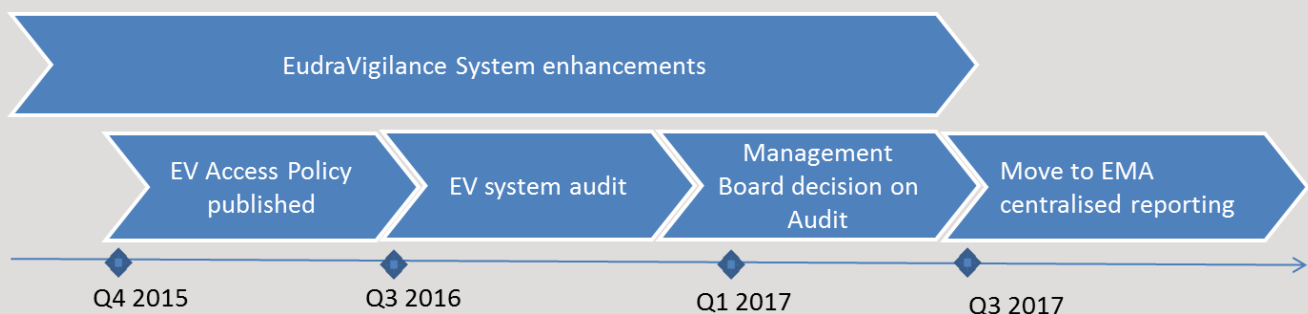 EudraVigilance System enhancements
EV Access Policy
published
EV system audit
Management
Board decision on
Audit
Move to EMA
centralised reporting
Q4 2015
Q3 2016
Q1 2017
Q3 2017